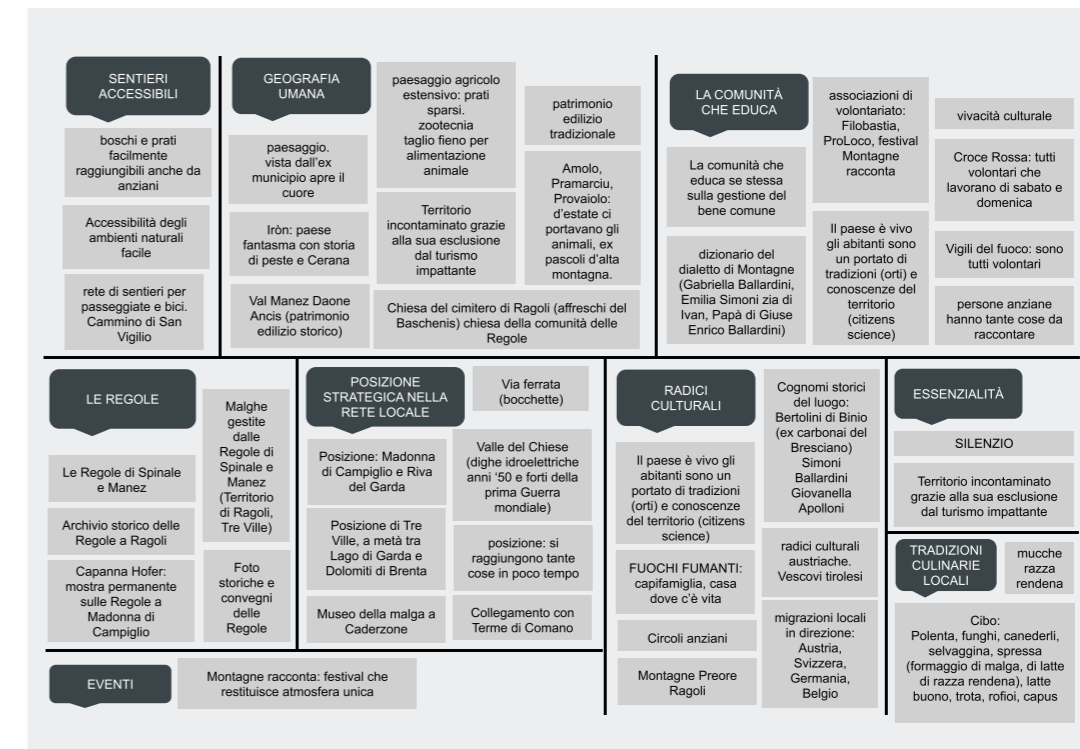 SENTIERI
ACCESSIBILI
boschi e prati
facilmente
raggiungibili anche da
anziani
Accessibilità degli
ambienti naturali
facile
rete di sentieri per
passeggiate e bici.
Cammino di San
Vigilio
GEOGRAFIA
UMANA
paesaggio.
vista dall'ex
municipio apre il
cuore
Iròn: paese
fantasma con storia
di peste e Cerana
Val Manez Daone
Ancis (patrimonio
edilizio storico)
paesaggio agricolo
estensivo: prati
sparsi.
zootecnia
taglio fieno per
alimentazione
animale
Territorio
incontaminato grazie
alla sua esclusione
dal turismo
impattante
patrimonio
edilizio
tradizionale
Amolo,
Pramarciu,
Provaiolo:
d'estate ci
portavano gli
animali, ex
pascoli d'alta
montagna.
Chiesa del cimitero di Ragoli (affreschi del
Baschenis) chiesa della comunità delle
Regole
LA COMUNITÀ
CHE EDUCA
La comunità che
educa se stessa
sulla gestione del
bene comune
dizionario del
dialetto di Montagne
(Gabriella Ballardini,
Emilia Simoni zia di
Ivan, Papà di Giuse
Enrico Ballardini)
associazioni di
volontariato:
Filobastia,
ProLoco, festival
Montagne
racconta
Il paese è vivo
gli abitanti sono
un portato di
tradizioni (orti) e
conoscenze del
territorio
(citizens
science)
vivacità culturale
Croce Rossa: tutti
volontari che
lavorano di sabato e
domenica
Vigili del fuoco: sono
tutti volontari
persone anziane
hanno tante cose da
raccontare
LE REGOLE
Le Regole di Spinale
e Manez
Archivio storico delle
Regole a Ragoli
Capanna Hofer:
mostra permanente
sulle Regole a
Madonna di
Campiglio
Malghe
gestite
dalle
Regole di
Spinale e
Manez
(Territorio
di Ragoli,
Tre Ville)
Foto
storiche e
convegni
delle
Regole
POSIZIONE
STRATEGICA NELLA
RETE LOCALE
Posizione: Madonna
di Campiglio e Riva
del Garda
Posizione di Tre
Ville, a metà tra
Lago di Garda e
Dolomiti di Brenta
Museo della malga a
Caderzone
Via ferrata
(bocchette)
Valle del Chiese
(dighe idroelettriche
anni '50 e forti della
prima Guerra
mondiale)
posizione: si
raggiungono tante
cose in poco tempo
Collegamento con
Terme di Comano
RADICI
CULTURALI
Il paese è vivo gli
abitanti sono un
portato di tradizioni
(orti) e conoscenze
del territorio (citizens
science)
FUOCHI FUMANTI:
capifamiglia, casa
dove c'è vita
Circoli anziani
Montagne Preore
Ragoli
Cognomi storici
del luogo:
Bertolini di Binio
(ex carbonai del
Bresciano)
Simoni
Ballardini
Giovanella
Apolloni
radici culturali
austriache.
Vescovi tirolesi
migrazioni locali
in direzione:
Austria,
Svizzera,
Germania,
Belgio
ESSENZIALITÀ
SILENZIO
Territorio incontaminato
grazie alla sua esclusione
dal turismo impattante
TRADIZIONI
CULINARIE
LOCALI
mucche
razza
rendena
Cibo:
Polenta, funghi, canederli,
selvaggina, spressa
(formaggio di malga, di latte
di razza rendena), latte
buono, trota, rofioi, capus
EVENTI
Montagne racconta: festival che
restituisce atmosfera unica